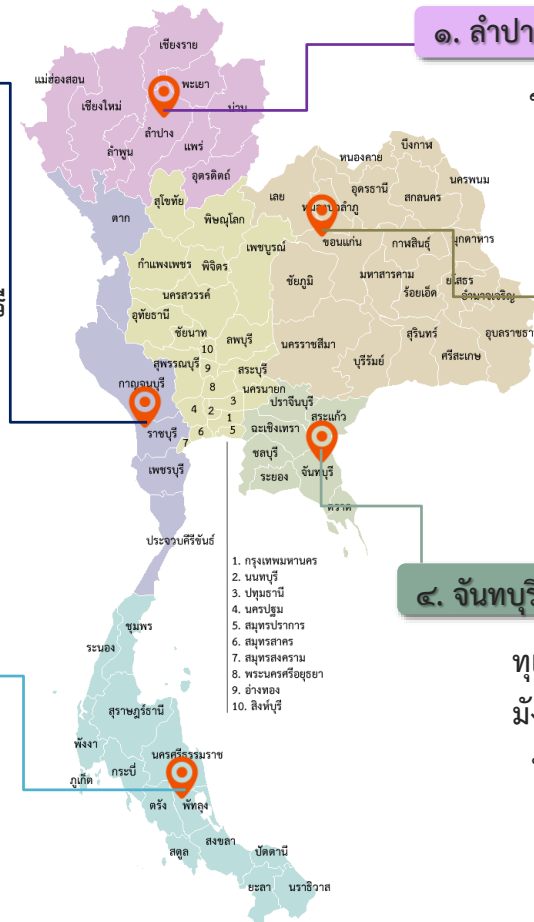 ๑. ลำปา
เชียงราย
แม่ฮ่องสอน
พะเยา
เชียงใหม่
น่าน
ลำปาง
ลำพูน
แพร่
อุตรดิตถ์
บึงกาฬ
หนองคาย
นครพนม
อุดรธานี
สกลนคร
เลย
หนองบัวลำภู
สุโขทัย
ตาก
พิษณุโลก
ขอนแก่น
กาฬสินธุ์
มุกดาหาร
เพชรบูรณ์
กำแพงเพชร
พิจิตร
ชัยภูมิ
มหาสารคาม
ร้อยเอ็ด
ยโสธร
อำนาจเจริญ
นครสวรรค์
อุทัยธานี
ชัยนาท
ลพบุรี
นครราชสีมา
สุรินทร์
อุบลราชธา
บุรีรัมย์
ศรีสะเกษ
10
สุพรรณบุรี
9
สระบุรี
8
นครนายก
กาญจนบุรี
3
ปราจีนบุรี
4
2
1
สระแก้ว
ราชบุรี
6
5
ฉะเชิงเทรา
7
ชลบุรี
เพชรบุรี
ระยอง
จันทบุรี
ตราด
ประจวบคีรีขันธ์
1. กรุงเทพมหานคร
2. นนทบุรี
3. ปทุมธานี
4. นครปฐม
5. สมุทรปราการ
6. สมุทรสาคร
7. สมุทรสงคราม
8. พระนครศรีอยุธยา
9. อ่างทอง
10. สิงห์บุรี
๔. จันทบุรี
ทุเ
มัง
ชุมพร
ระนอง
สุราษฎร์ธานี
พังงา
นครศรีธรรมราช
กระบี่
ภูเก็ต
ตรัง
พัทลุง
สงขลา
สตูล
ปัตตานี
ยะลา
นราธิวาส